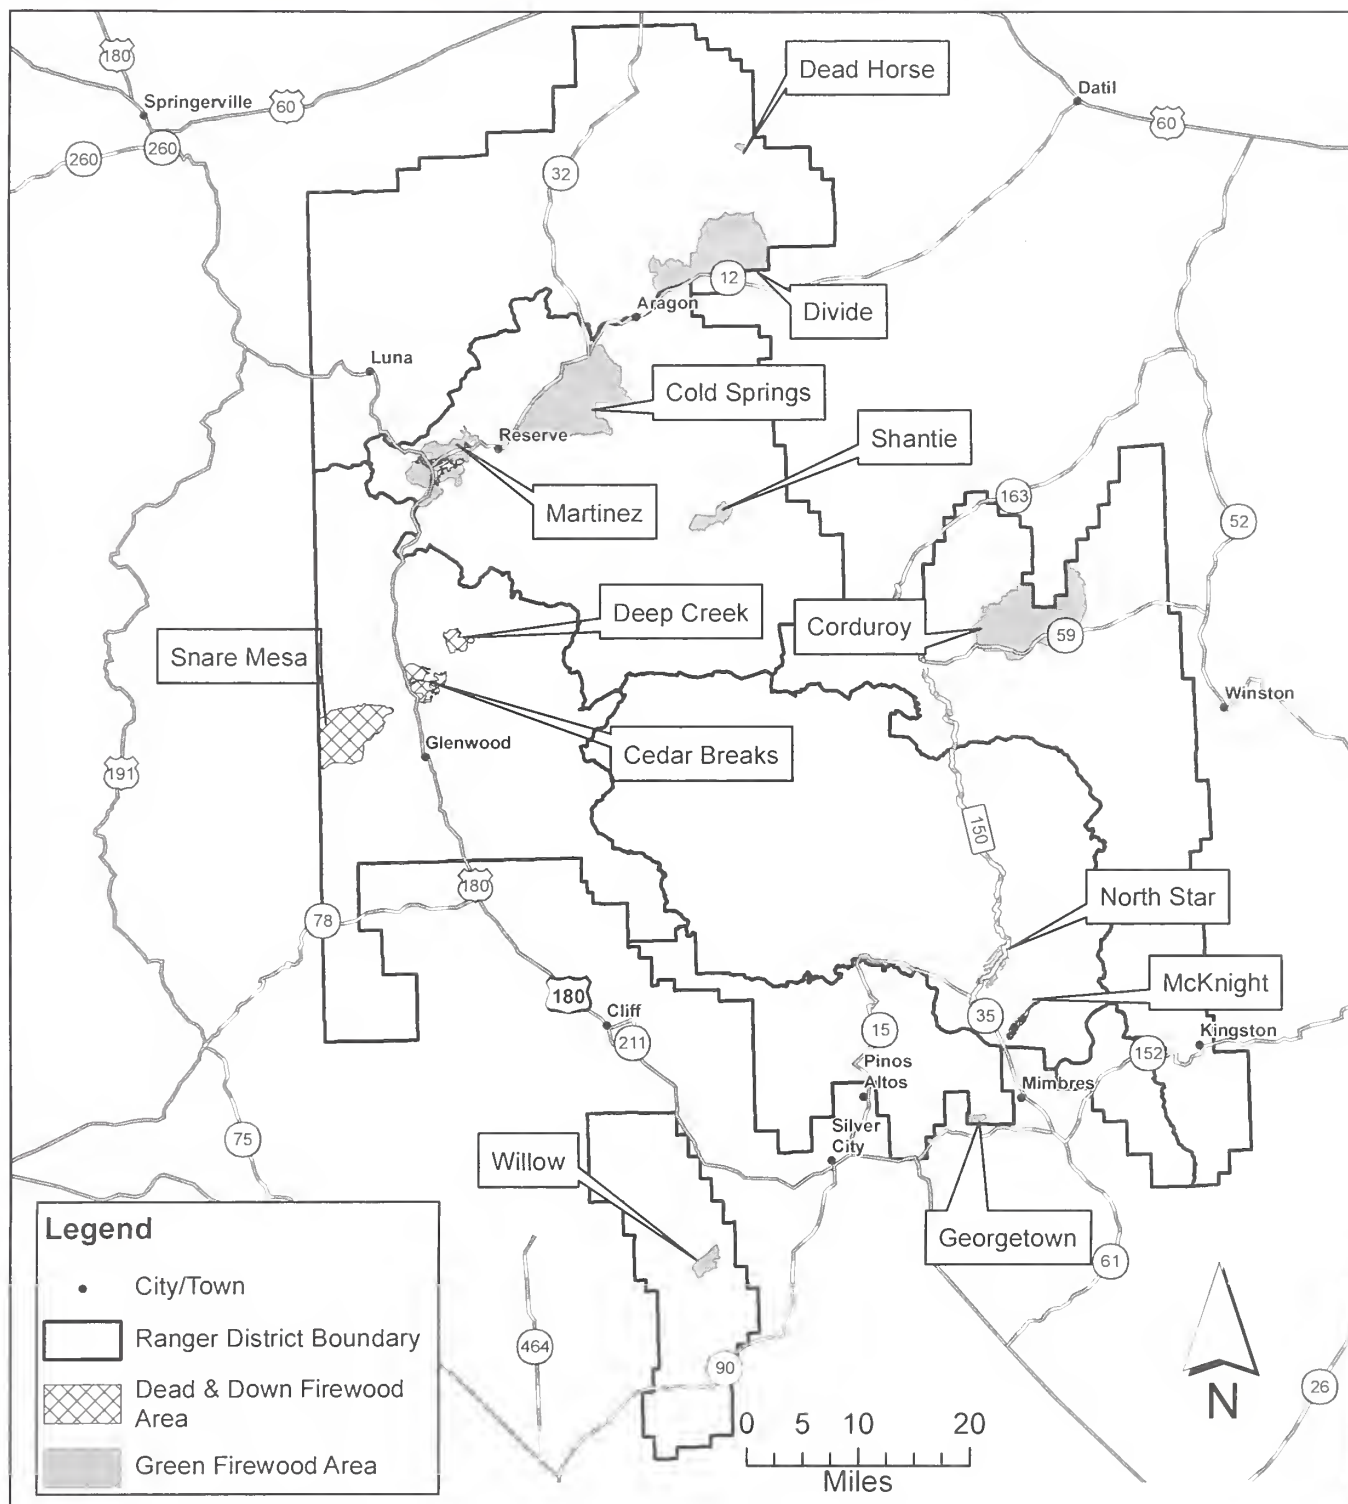 Dead Horse
180
Springerville
60
Datil
60
260
260
32
12
Aragon
Divide
Luna
Cold Springs
Reserve
Shantie
Martinez
163
52
Deep Creek
Corduroy
59
Snare Mesa
Winston
Glenwood
Cedar Breaks
191
150
180
North Star
78
McKnight
180
Cliff
35
15
211
Kingston
152
Pinos
Altos
Mimbres
75
Silver
City
Willow
Georgetown
61
Legend
City/Town
Ranger District Boundary
Dead & Down Firewood
Area
Green Firewood Area
464
90
26
N
0 5 10 20
Miles